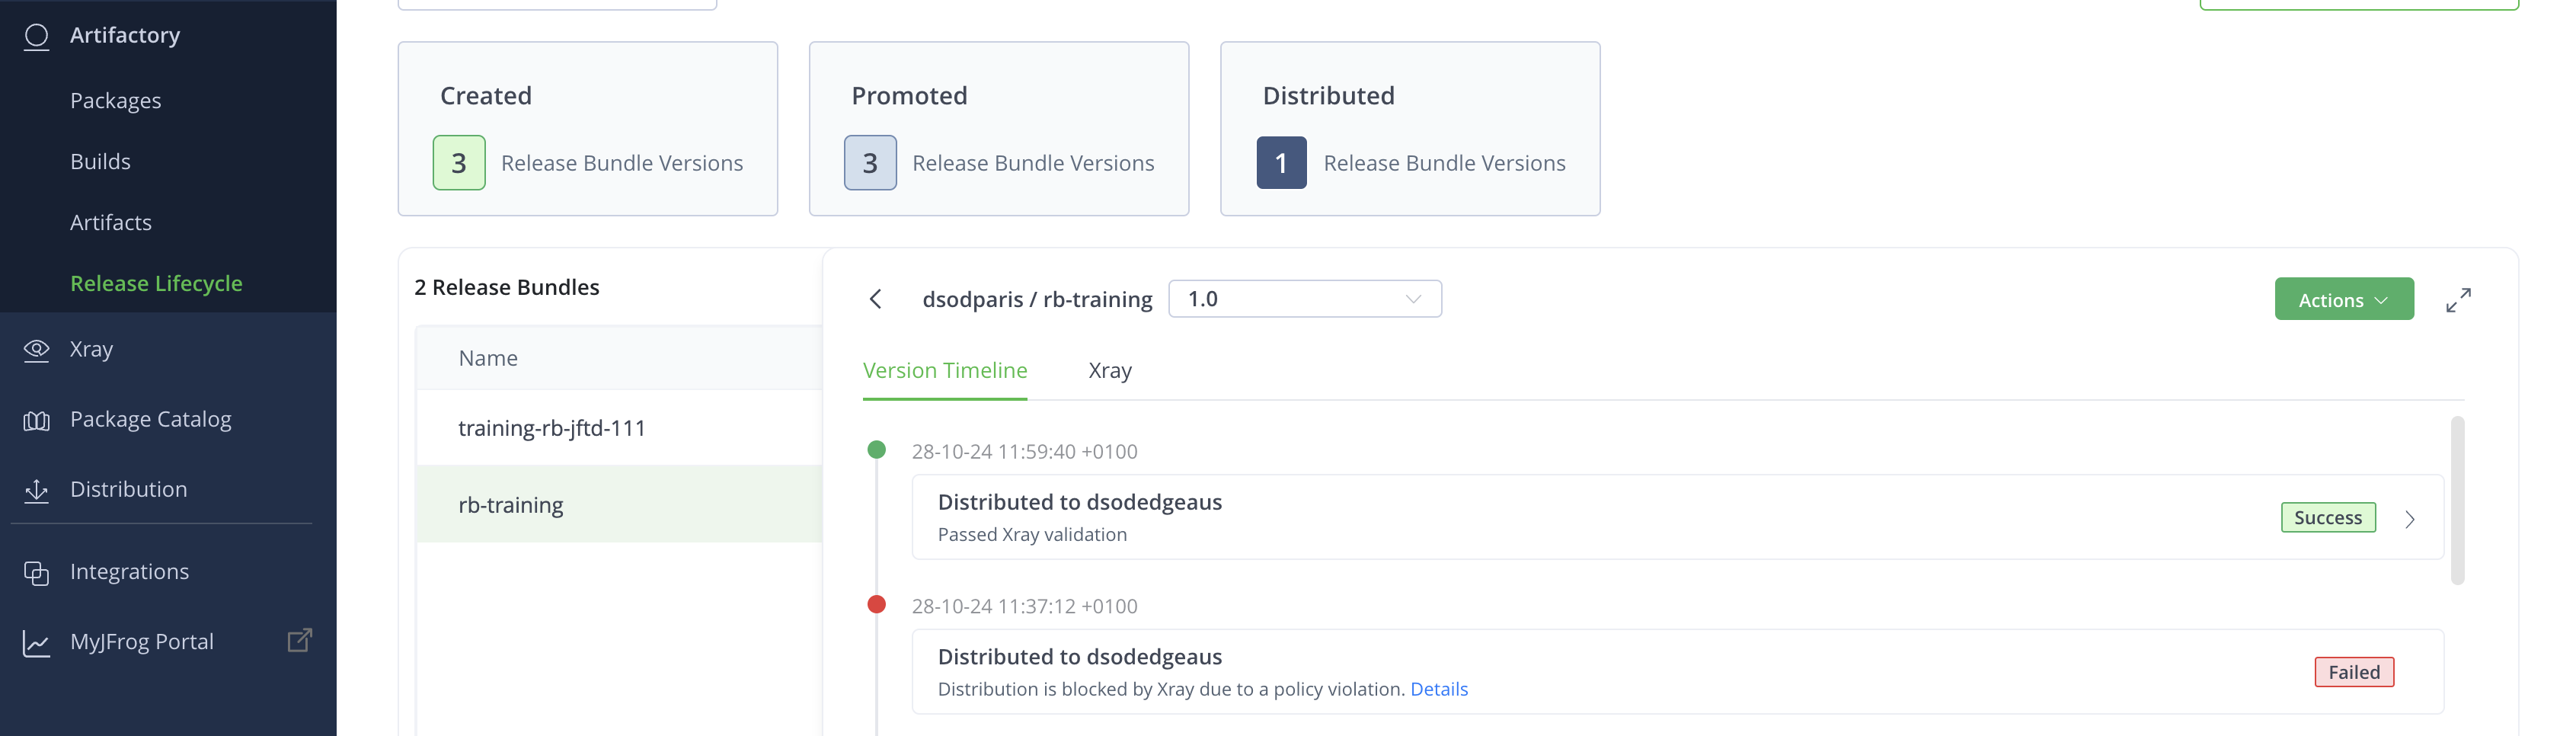 Artifactory
Packages
Builds
Artifacts
Release Lifecycle
Xray
Package Catalog
Distribution
Integrations
MyJFrog Portal
Created
3 Release Bundle Versions
Promoted
3 Release Bundle Versions
Distributed
1 Release Bundle Versions
2 Release Bundles
Name
training-rb-jftd-111
rb-training
dsodparis / rb-training 1.0
Actions
Version Timeline Xray
28-10-24 11:59:40 +0100
Distributed to dsodedgeaus
Passed Xray validation
Success
28-10-24 11:37:12 +0100
Distributed to dsodedgeaus
Distribution is blocked by Xray due to a policy violation. Details
Failed